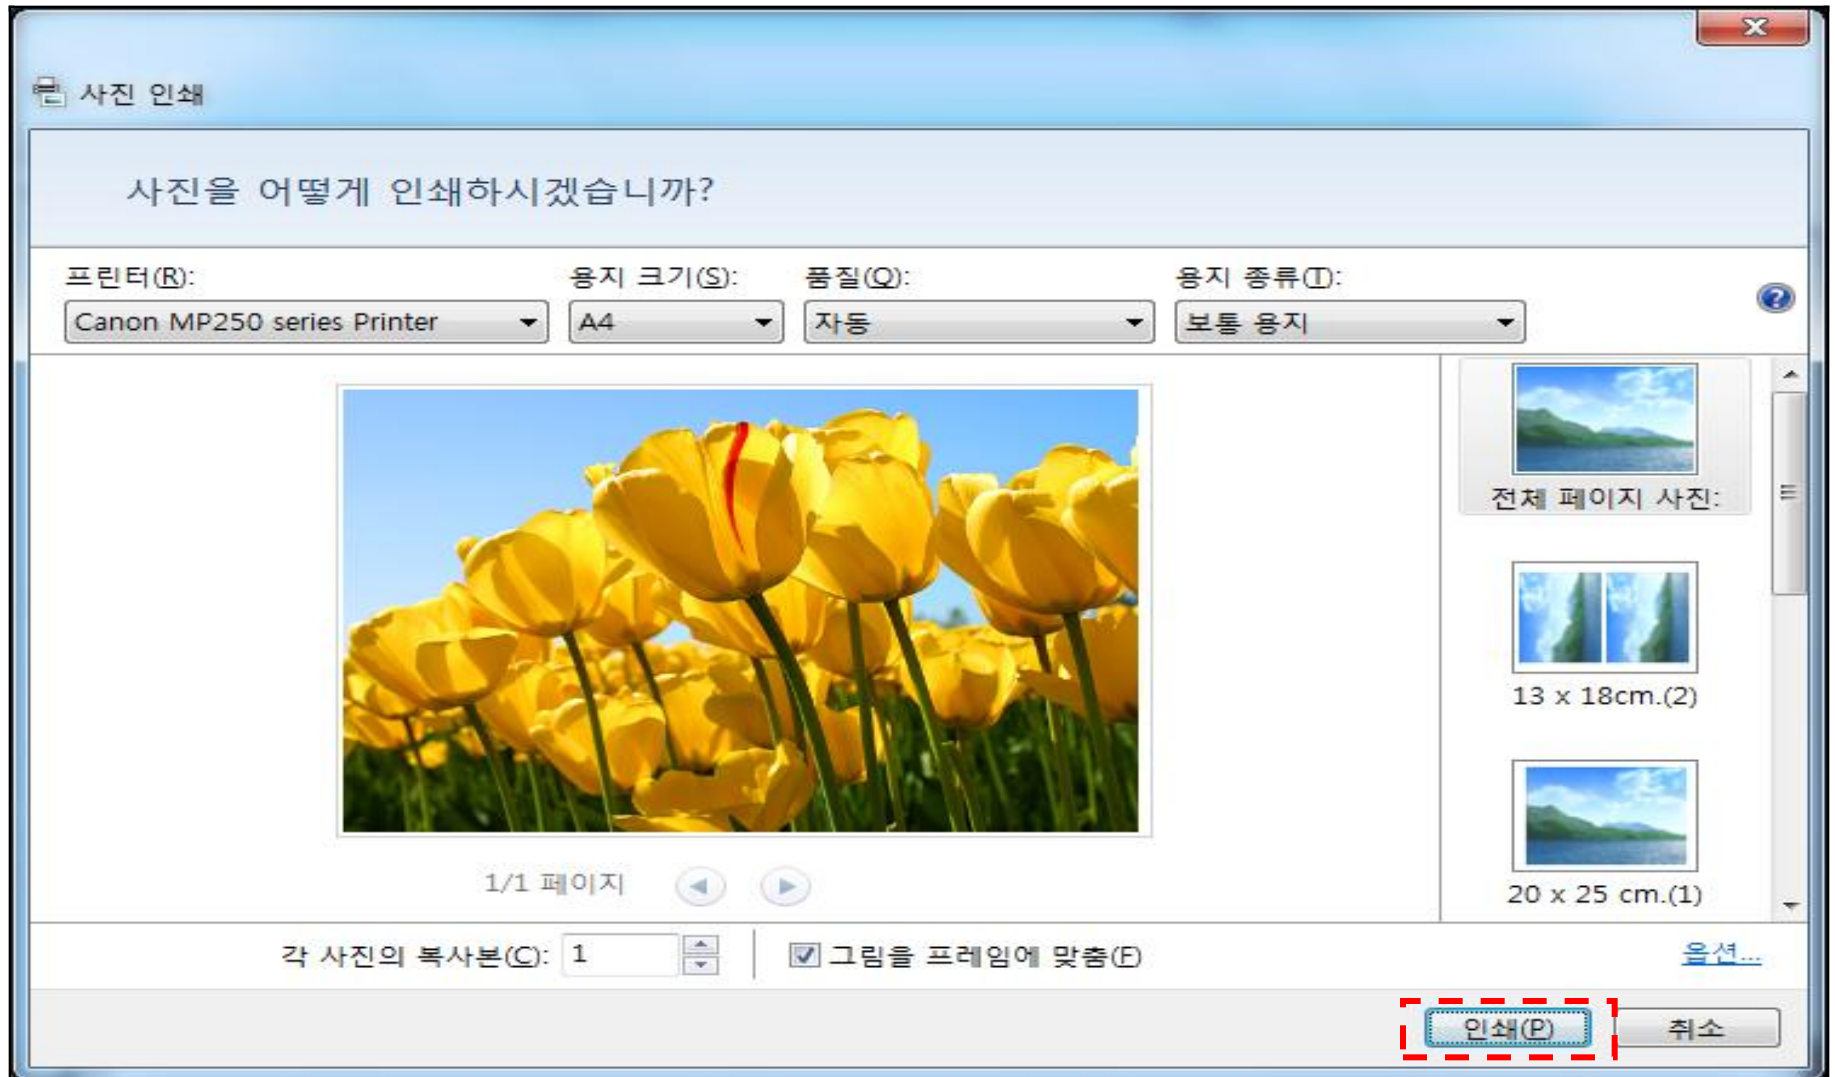 사진 인쇄
사진을 어떻게 인쇄하시겠습니까?
프린터(R): 용지 크기(S): 품질(Q): 용지 종류(T):
Canon MP250 series Printer A4 자동 보통 용지
전체 페이지 사진:
13 x 18cm.(2)
20 x 25 cm.(1)
1/1 페이지
각 사진의 복사본(C): 1 그림을 프레임에 맞춤(F) 옵션...
인쇄(P) 취소